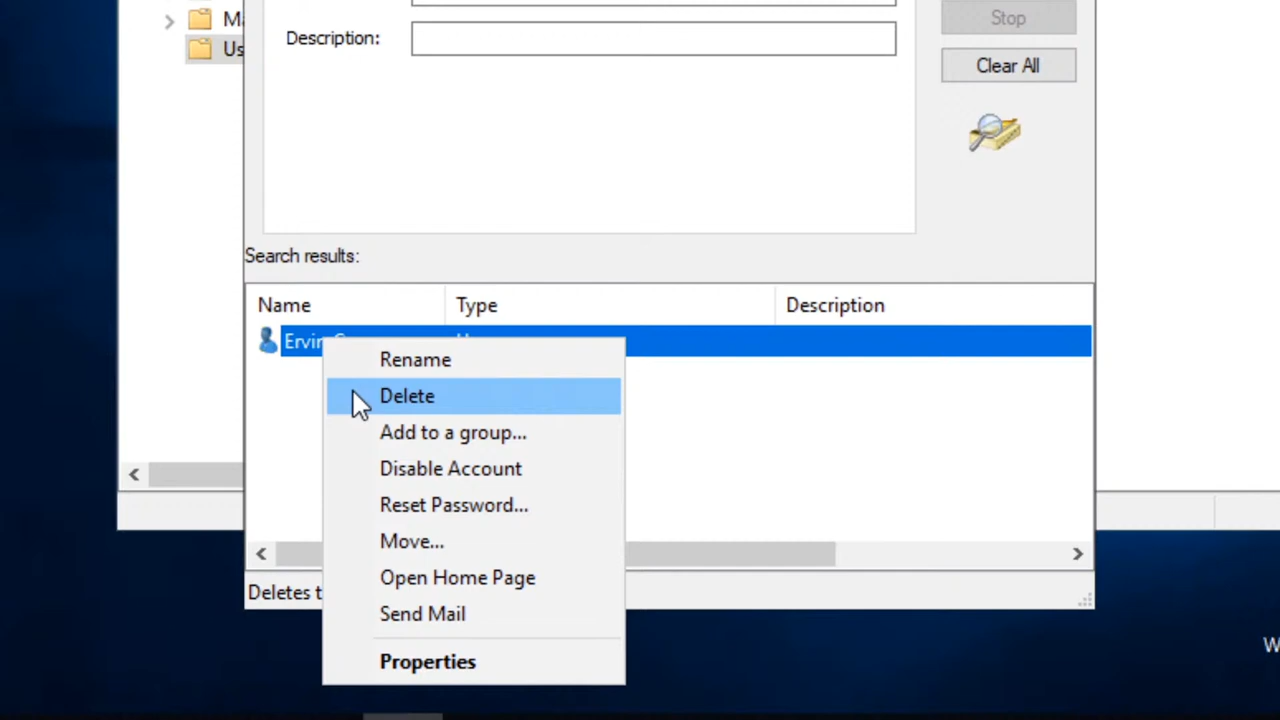 Description:
Stop
Clear All
Search results:
Name Type Description
Rename
Delete
Add to a group...
Disable Account
Reset Password...
Move...
Open Home Page
Send Mail
Deletes
Properties